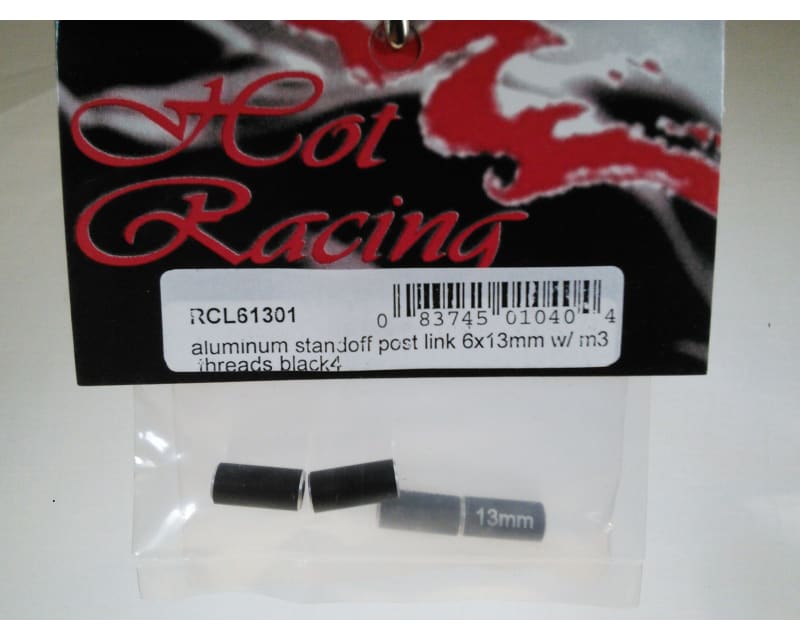 Hot
Racing
RCL61301
0 83745 01040 4
aluminum standoff post link 6x13mm w/ m3
threads black4
13mm